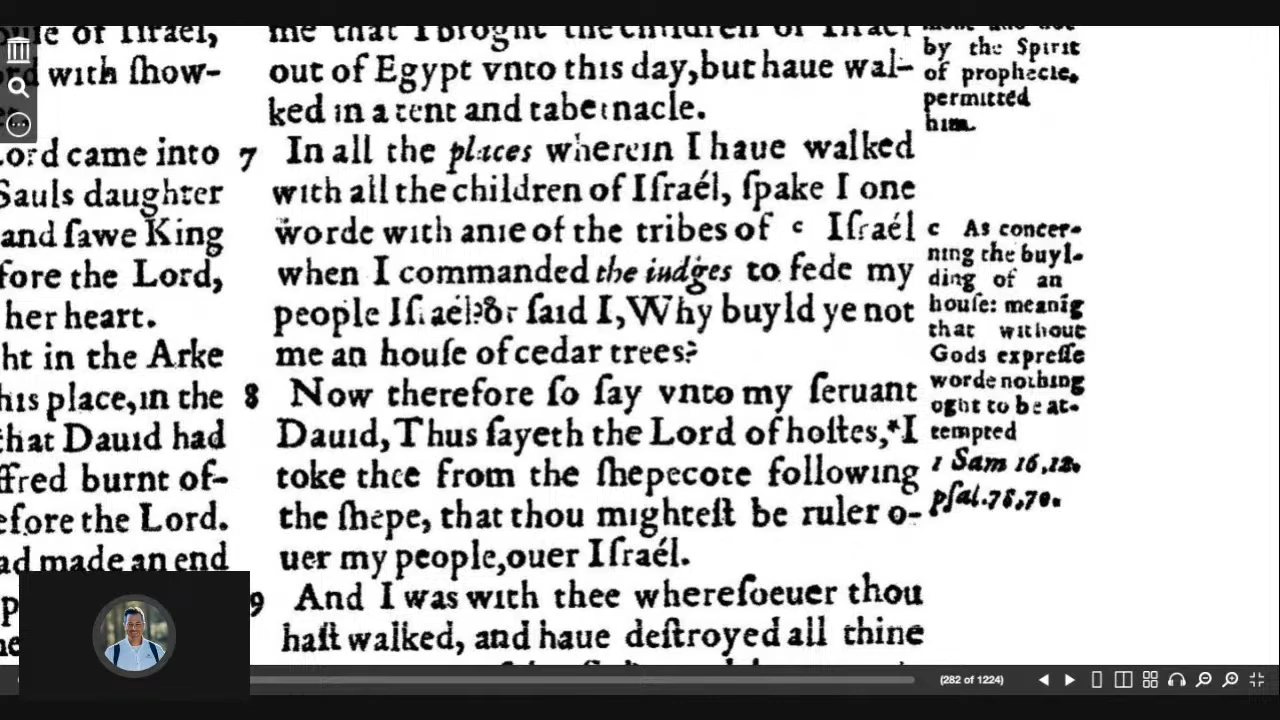 ouse of Israel,
ord with ſhow-
Lord came into
Sauls daughter
and ſawe King
fore the Lord,
her heart.
ht in the Arke
his place,in the
that Dauid had
ffred burnt of-
efore the Lord.
ad made an end
me that I broght the children of Iſrael
out of Egypt vnto this day,but haue wal-
ked in a tent and tabernacle.
7 In all the places wherein I haue walked
with all the children of Iſraél, ſpake I one
worde with anie of the tribes of c Iſraél
when I commanded the iudges to fede my
people Iſraél?or ſaid I,Why buyld ye not
me an houſe of cedar trees?
8 Now therefore ſo ſay vnto my ſeruant
Dauid,Thus ſayeth the Lord of hoſtes,*I
toke thee from the ſhepecote following
the ſhepe, that thou mighteſt be ruler o-
uer my people,ouer Iſraél.
9 And I was with thee whereſoeuer thou
haſt walked, and haue deſtroyed all thine
by the Spirit
of prophecie,
permitted
him.
c As concer-
ning the buyl-
ding of an
houſe: meanīg
that without
Gods expreſſe
worde nothing
oght to be at-
tempted
1 Sam 16,12.
pſal.78,70.
(282 of 1224)